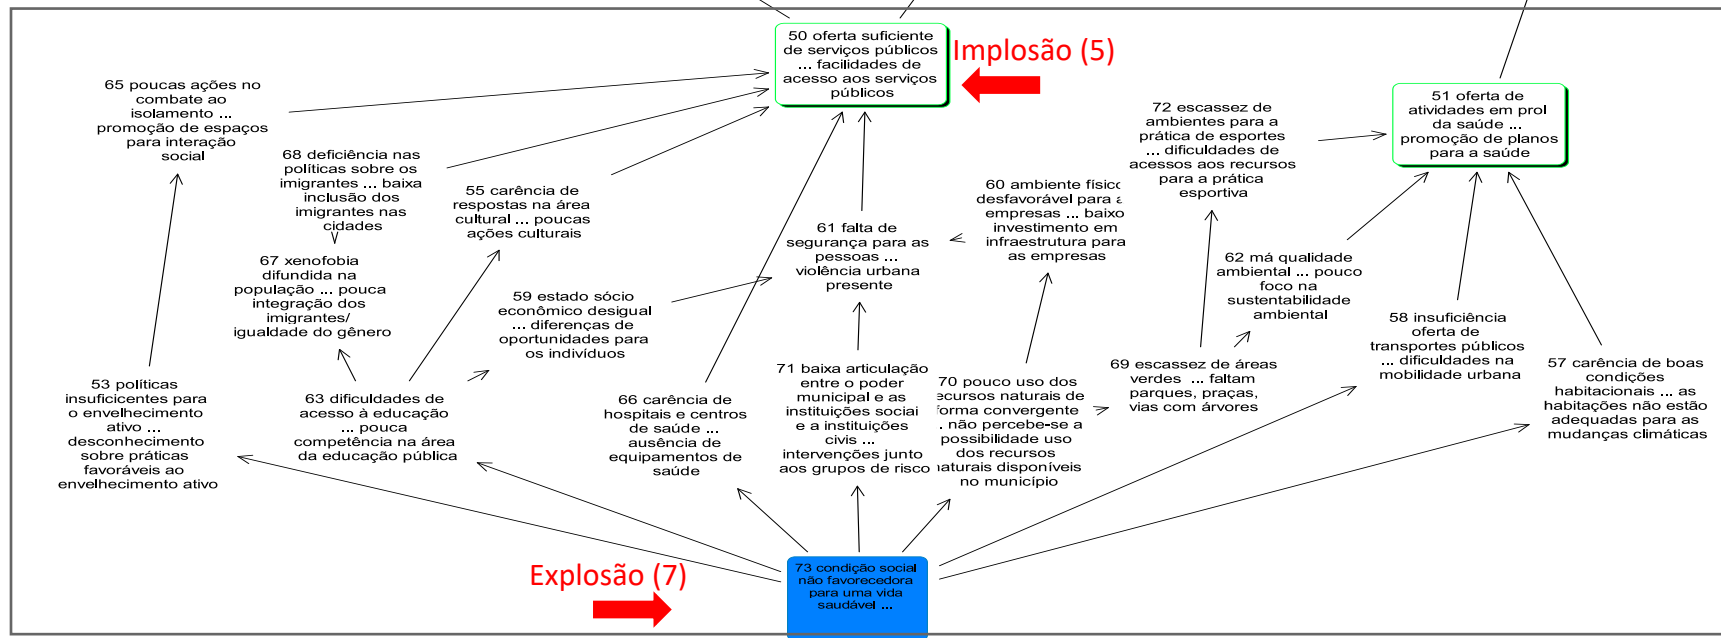 50 oferta suficiente
de serviços públicos
... facilidades de
acesso aos serviços
públicos
Implosão (5)
65 poucas ações no
combate ao
isolamento ...
promoção de espaços
para interação
social
72 escassez de
ambientes para a
prática de esportes
... dificuldades de
acessos aos recursos
para a prática
esportiva
51 oferta de
atividades em prol
da saúde ...
promoção de planos
para a saúde
68 deficiência nas
políticas sobre os
imigrantes ... baixa
inclusão dos
imigrantes nas
cidades
55 carência de
respostas na área
cultural ... poucas
ações culturais
60 ambiente físic
desfavorável para
empresas ... baixo
investimento em
infraestrutura para
as empresas
61 falta de
segurança para as
pessoas ...
violência urbana
presente
67 xenofobia
difundida na
população ... pouca
integração dos
imigrantes/
igualdade do gênero
62 má qualidade
ambiental ... pouco
foco na
sustentabilidade
ambiental
59 estado sócio
econômico desigual
... diferenças de
oportunidades para
os indivíduos
58 insuficiência
oferta de
transportes públicos
... dificuldades na
mobilidade urbana
53 políticas
insuficientes para
o envelhecimento
ativo ...
desconhecimento
sobre práticas
favoráveis ao
envelhecimento ativo
63 dificuldades de
acesso à educação
... pouca
competência na área
da educação pública
66 carência de
hospitais e centros
de saúde ...
ausência de
equipamentos de
saúde
71 baixa articulação
entre o poder
municipal e as
instituições sociai
e a instituições
civis ...
intervenções junto
aos grupos de risco
70 pouco uso dos
ecursos naturais de
forma convergente
. não percebe-se a
possibilidade uso
dos recursos
naturais disponíveis
no município
69 escassez de áreas
verdes ... faltam
parques, praças,
vias com árvores
57 carência de boas
condições
habitacionais ... as
habitações não estão
adequadas para as
mudanças climáticas
Explosão (7)
73 condição social
não favorecedora
para uma vida
saudável ...